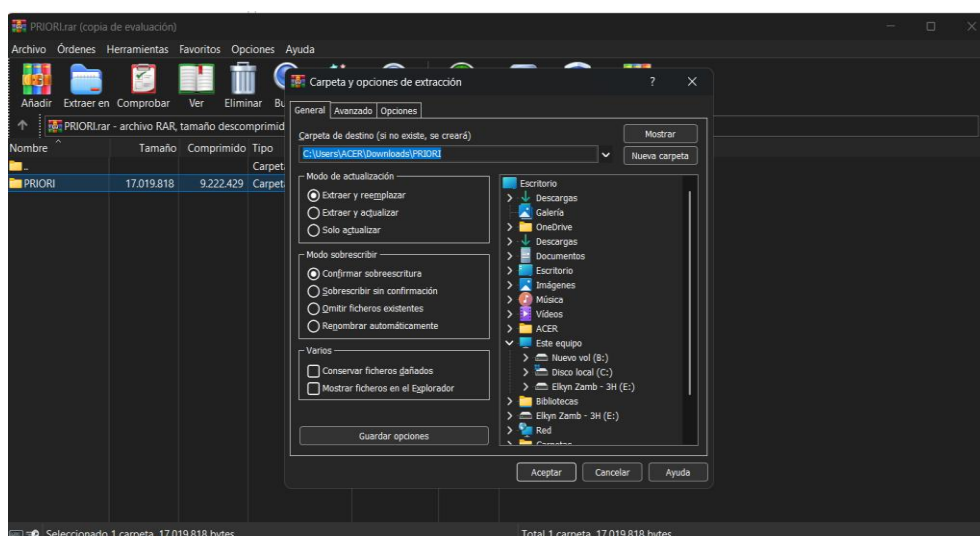 PRIORI.rar (copia de evaluación)
Archivo Órdenes Herramientas Favoritos Opciones Ayuda
Añadir Extraer en Comprobar Ver Eliminar
PRIORI.rar - archivo RAR, tamaño descomprimid
Nombre Tamaño Comprimido Tipo
..
Carpet
PRIORI 17.019.818 9.222.429 Carpet
Carpeta y opciones de extracción ?
General Avanzado Opciones
Carpeta de destino (si no existe, se creará)
Mostrar
C:\Users\ACER\Downloads\PRIORI
Nueva carpeta
Modo de actualización
Extraer y reemplazar
Extraer y actualizar
Solo actualizar
Modo sobrescribir
Confirmar sobreescritura
Sobrescribir sin confirmación
Omitir ficheros existentes
Renombrar automáticamente
Varios
Conservar ficheros dañados
Mostrar ficheros en el Explorador
Guardar opciones
Escritorio
Descargas
Galería
OneDrive
Descargas
Documentos
Escritorio
Imágenes
Música
Vídeos
ACER
Este equipo
Nuevo vol (B:)
Disco local (C:)
Elkyn Zamb - 3H (E:)
Bibliotecas
Elkyn Zamb - 3H (E:)
Red
Aceptar Cancelar Ayuda
Seleccionado 1 carpeta, 17.019.818 bytes
Total 1 carpeta, 17.019.818 bytes